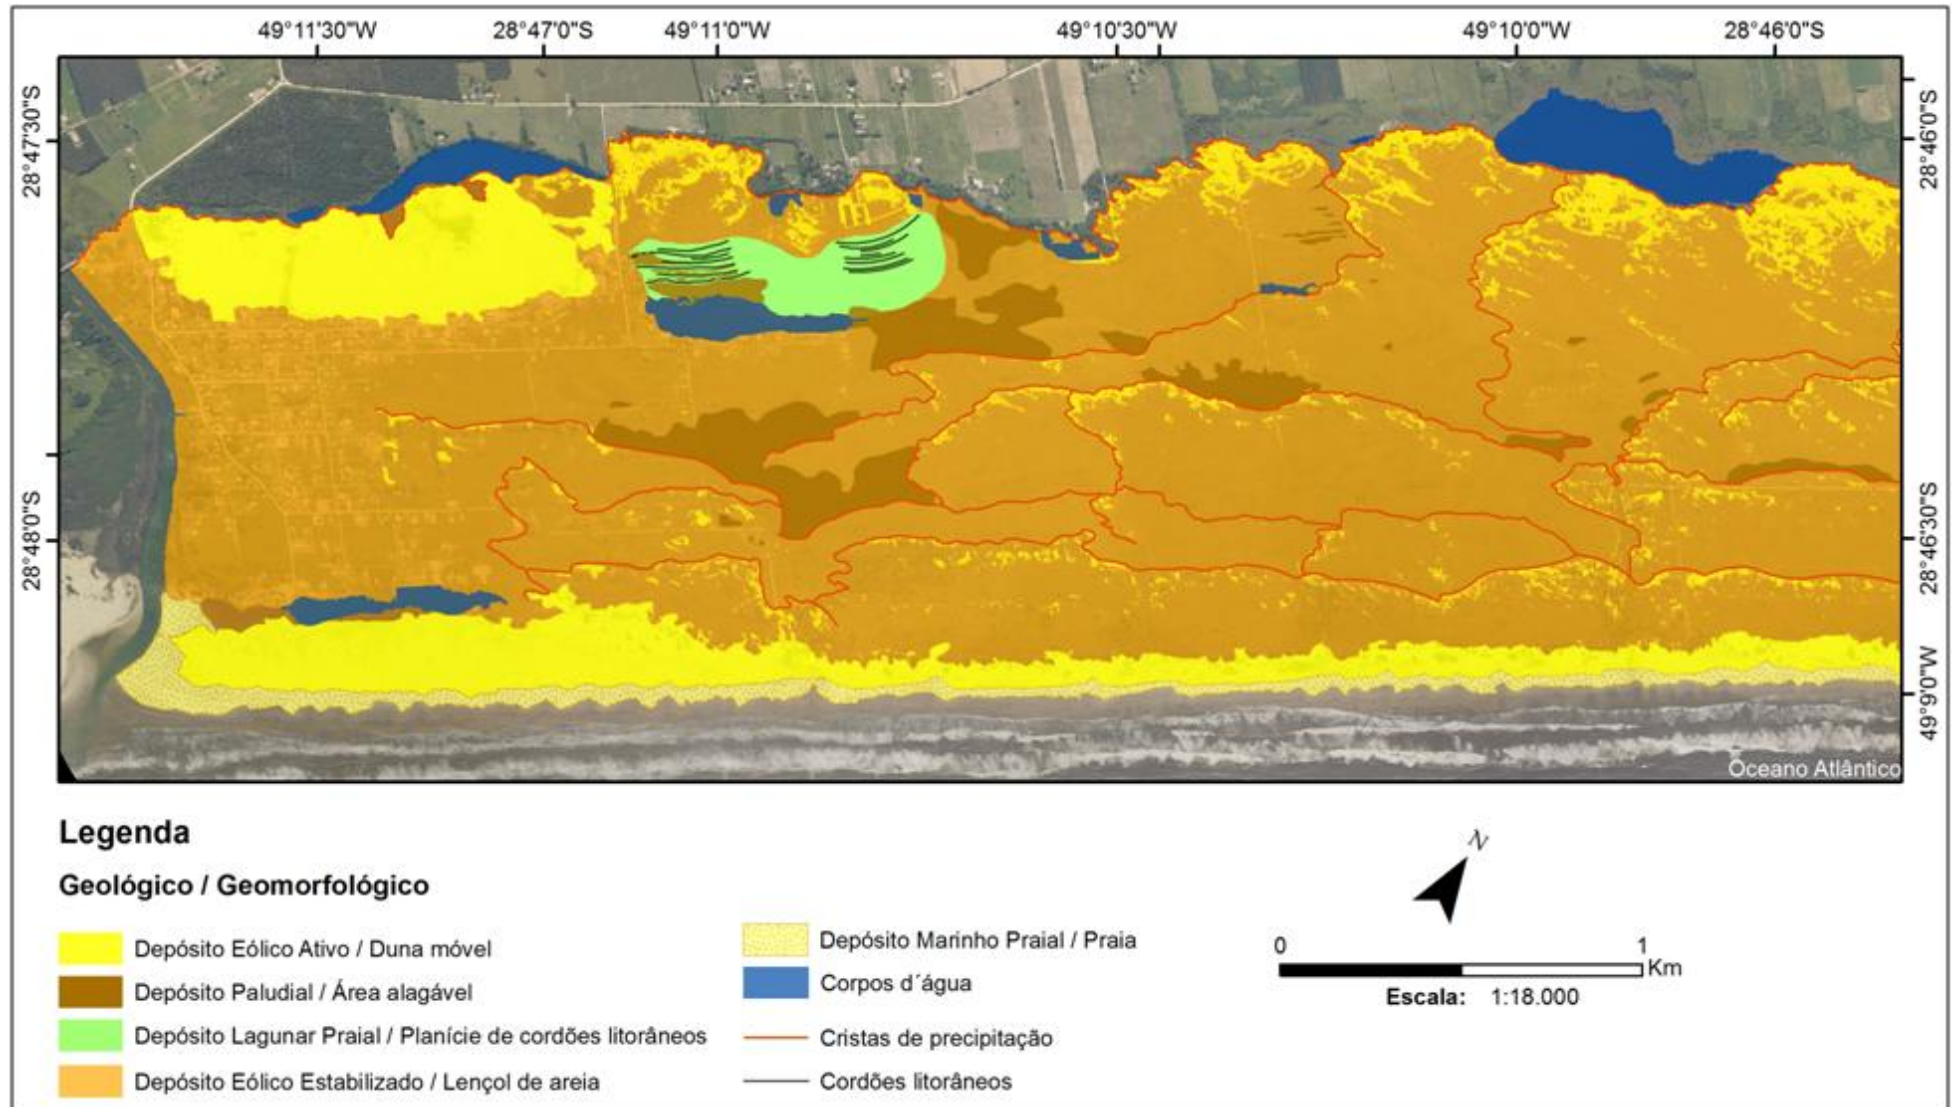 49°11'30"W 28°47'0"S 49°11'0"W 49°10'30"W 49°10'0"W 28°46'0"S
28°47'30"S
28°46'0"S
28°48'0"S
28°46'30"S
49°9'0"W
Oceano Atlântico
Legenda
Geológico / Geomorfológico
Depósito Eólico Ativo / Duna móvel
Depósito Paludial / Área alagável
Depósito Lagunar Praial / Planície de cordões litorâneos
Depósito Eólico Estabilizado / Lençol de areia
Depósito Marinho Praial / Praia
Corpos d´água
Cristas de precipitação
Cordões litorâneos
N
0 1
Km
Escala: 1:18.000